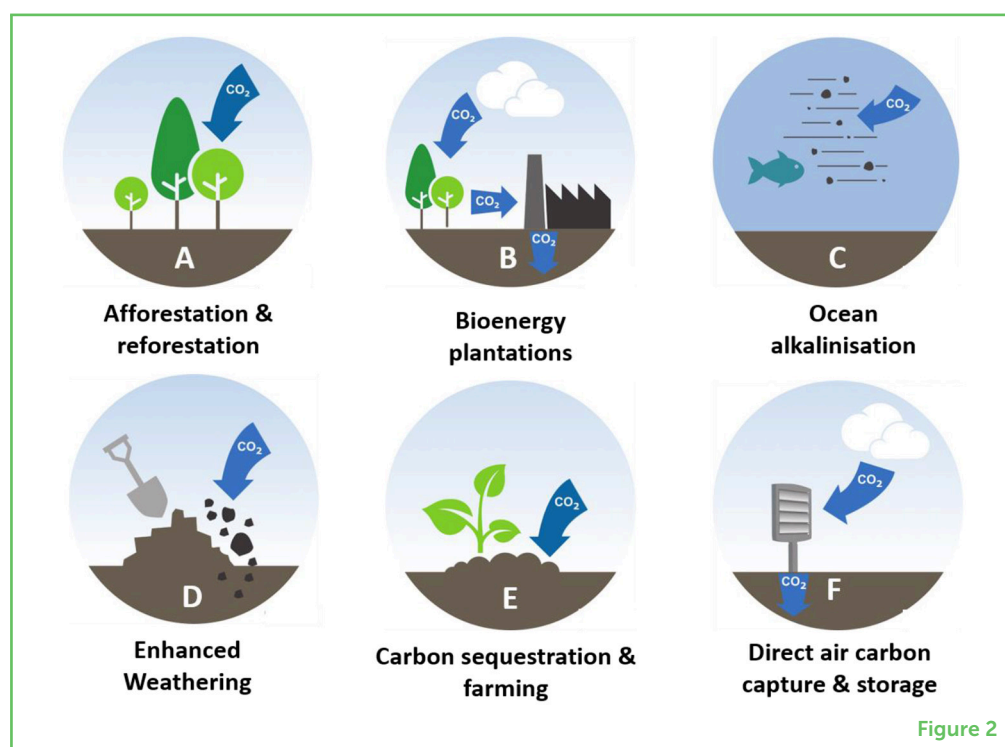 CO₂
A
Afforestation &
reforestation
CO₂
CO₂
CO₂
B
Bioenergy
plantations
CO₂
C
Ocean
alkalinisation
CO₂
D
Enhanced
Weathering
CO₂
E
Carbon sequestration &
farming
CO₂
CO₂
F
Direct air carbon
capture & storage
Figure 2